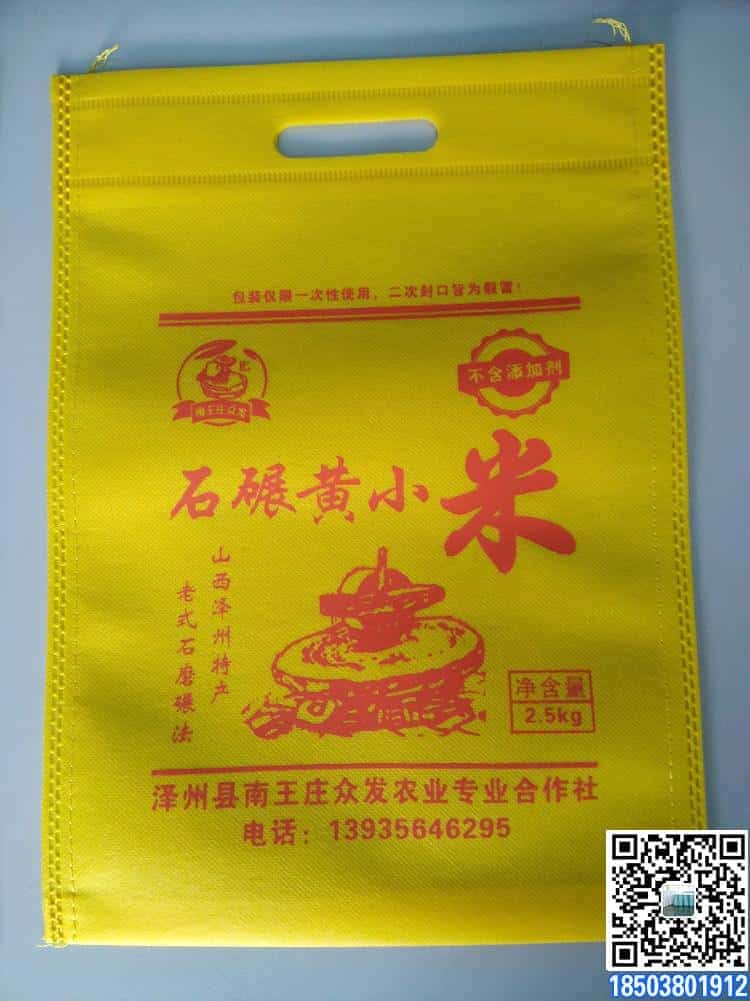 包装仅限一次性使用，二次封口皆为假冒！
南王庄众发
不含添加剂
石碾黄小米
山西泽州特产
老式石磨碾法
净含量
2.5kg
泽州县南王庄众发农业专业合作社
电话：13935646295
18503801912